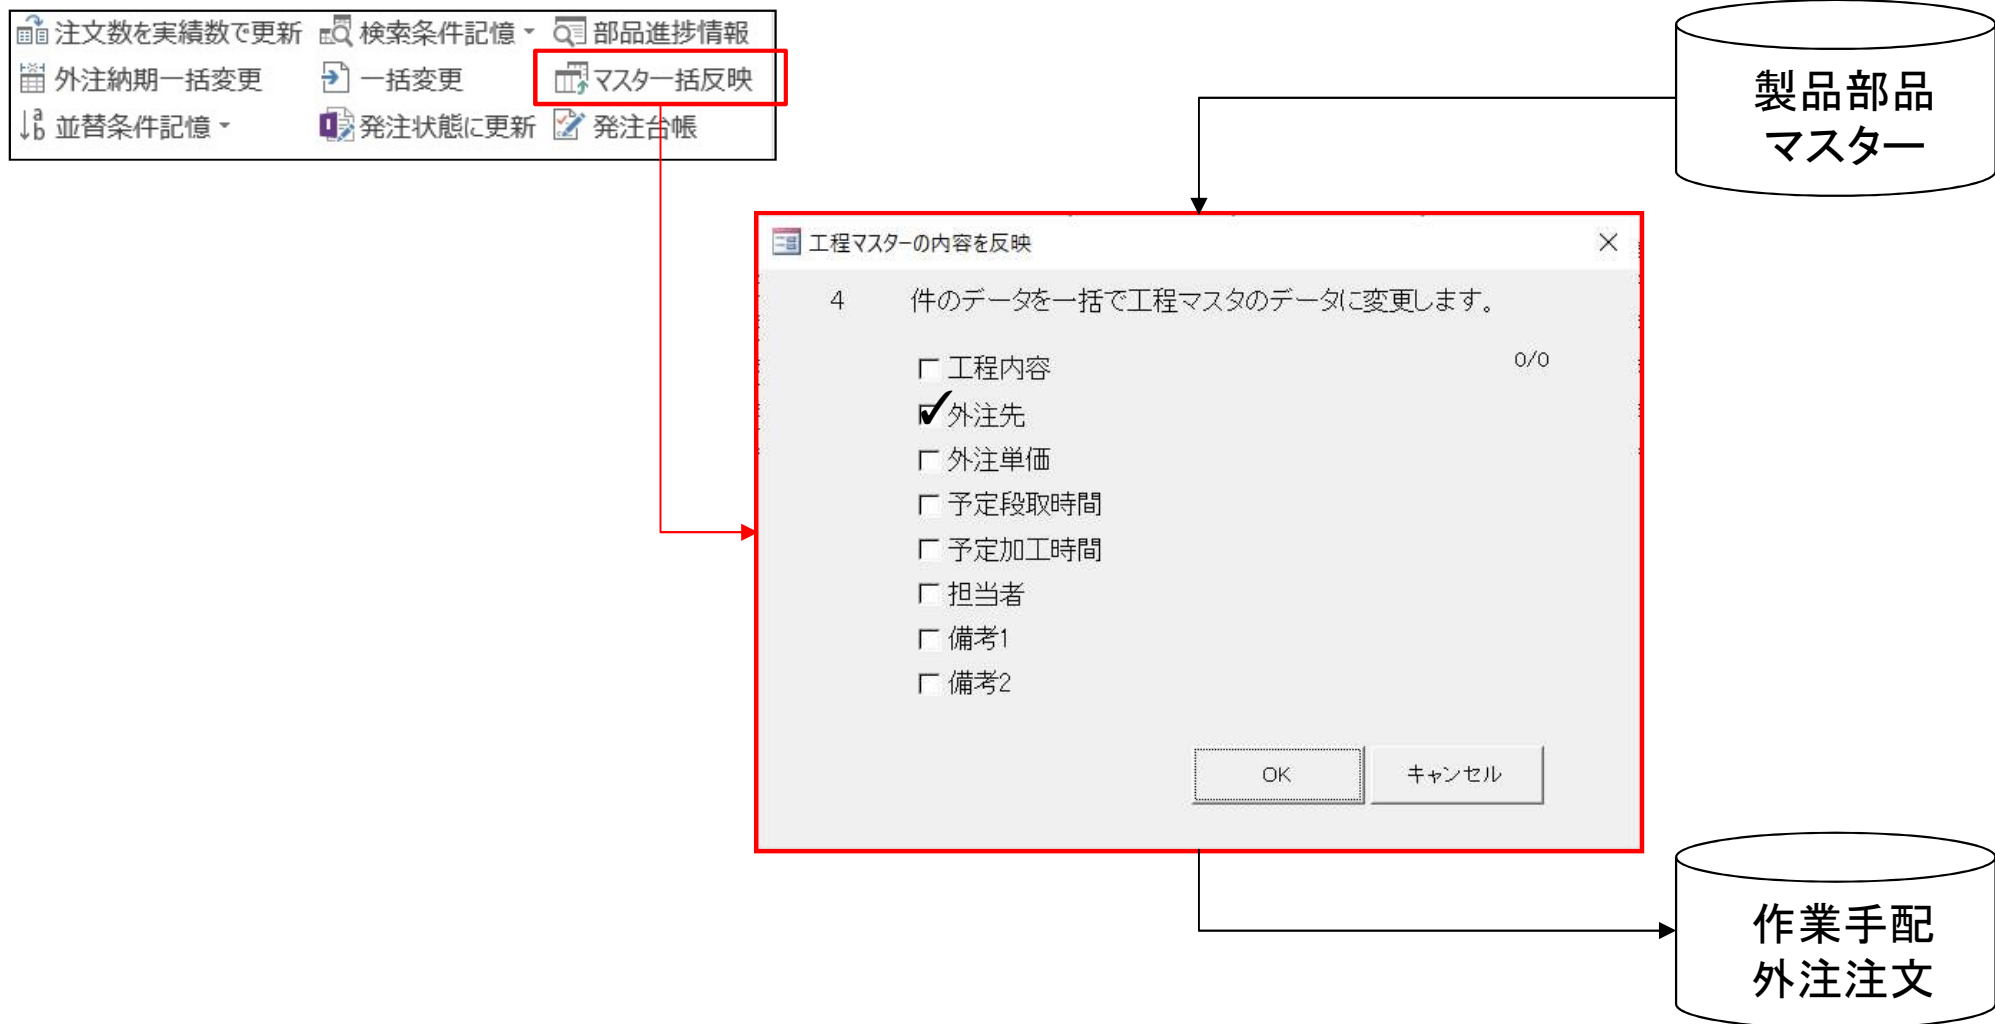 注文数を実績数で更新 検索条件記憶 部品進捗情報
外注納期一括変更 一括変更 マスター括反映
並替条件記憶 発注状態に更新 発注台帳
製品部品
マスター
工程マスターの内容を反映
4 件のデータを一括で工程マスタのデータに変更します。
工程内容 0/0
外注先
外注単価
予定段取時間
予定加工時間
担当者
備考1
備考2
OK キャンセル
作業手配
外注注文